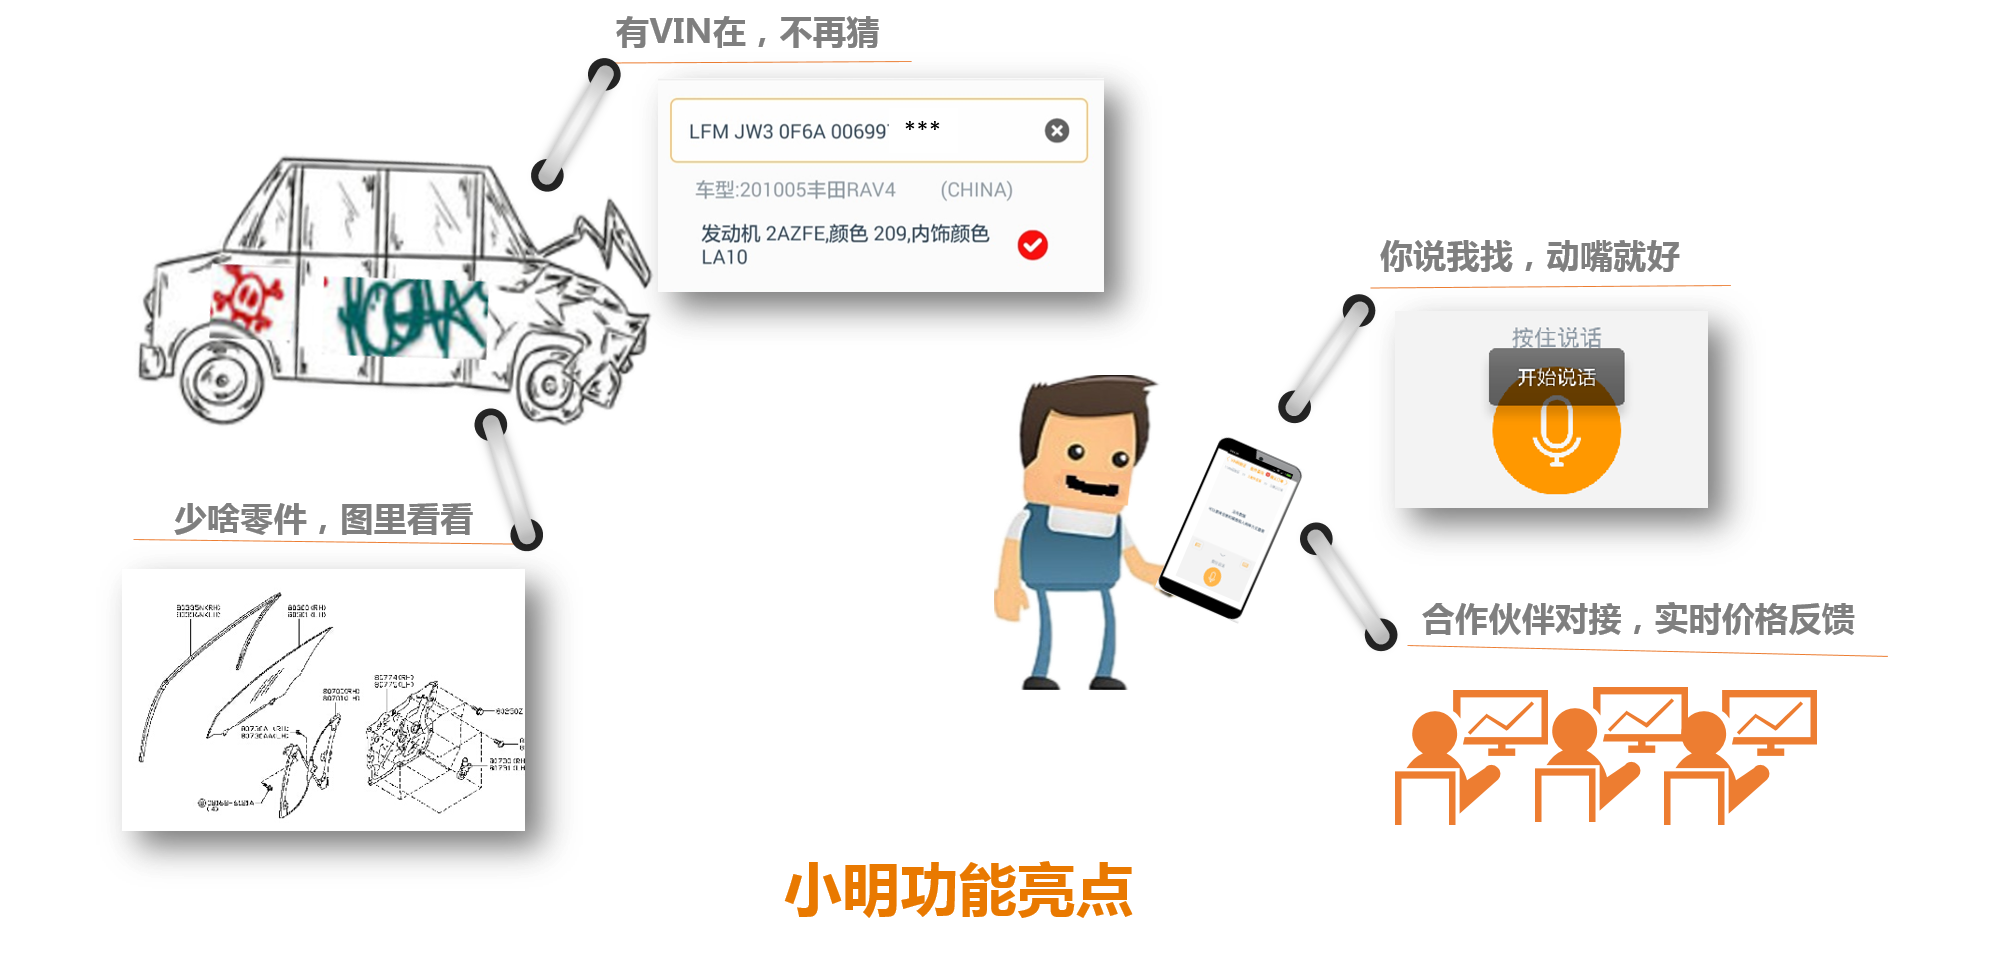 有VIN在，不再猜
LFM JW3 0F6A 00699 ***
车型:201005丰田RAV4 (CHINA)
发动机 2AZFE,颜色 209,内饰颜色
LA10
你说我找，动嘴就好
按住说话
开始说话
少啥零件，图里看看
合作伙伴对接，实时价格反馈
80774(RH)
80775(LH)
小明功能亮点